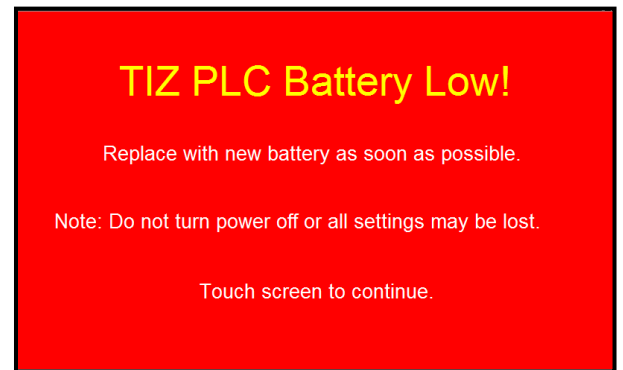 TIZ PLC Battery Low!
Replace with new battery as soon as possible.
Note: Do not turn power off or all settings may be lost.
Touch screen to continue.